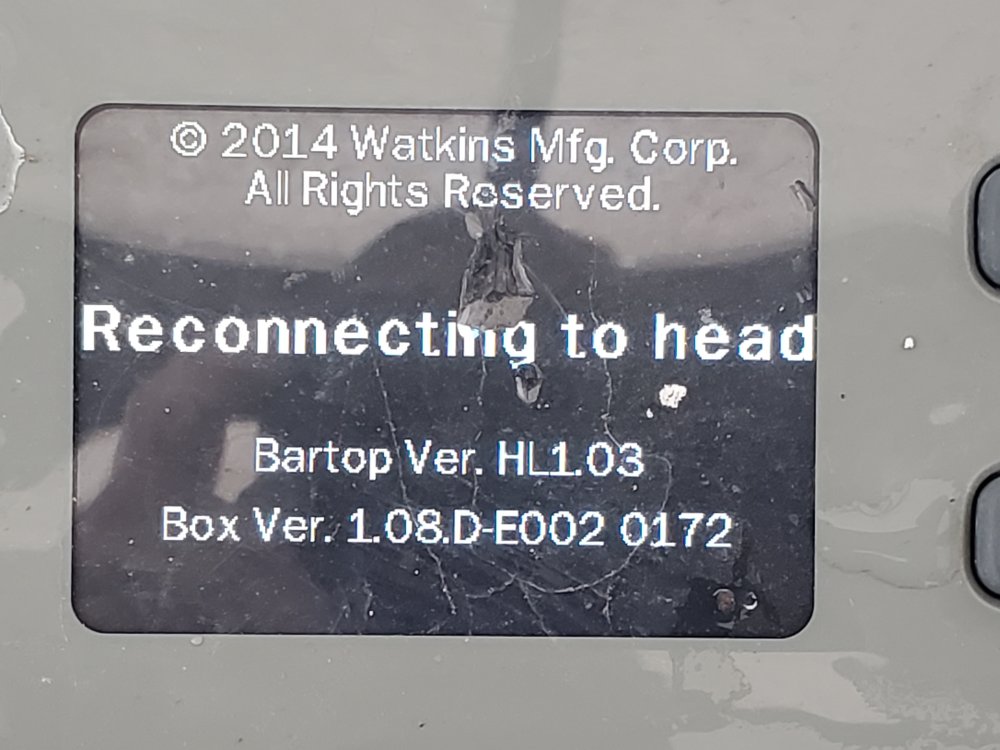 © 2014 Watkins Mfg. Corp.
All Rights Reserved.
Reconnecting to head
Bartop Ver. HL1.03
Box Ver. 1.08.D-E002 0172